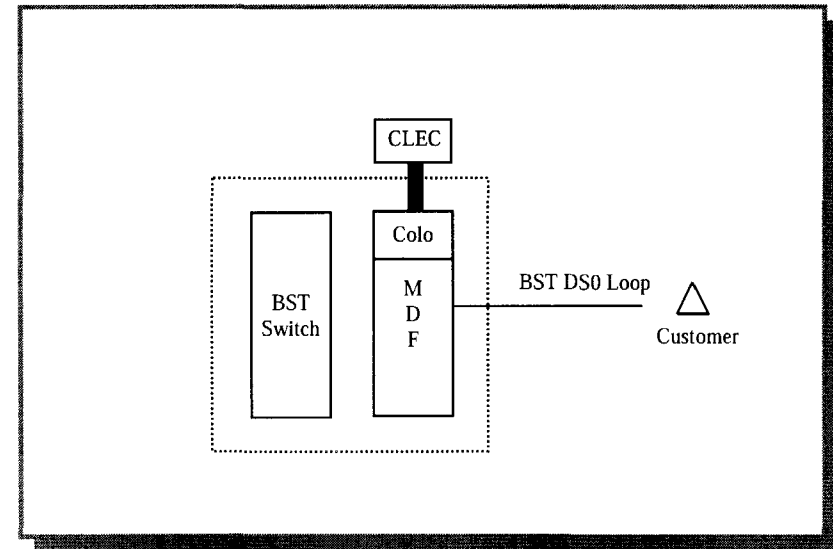 CLEC
Colo
BST
Switch
M
D
F
BST DS0 Loop
Customer